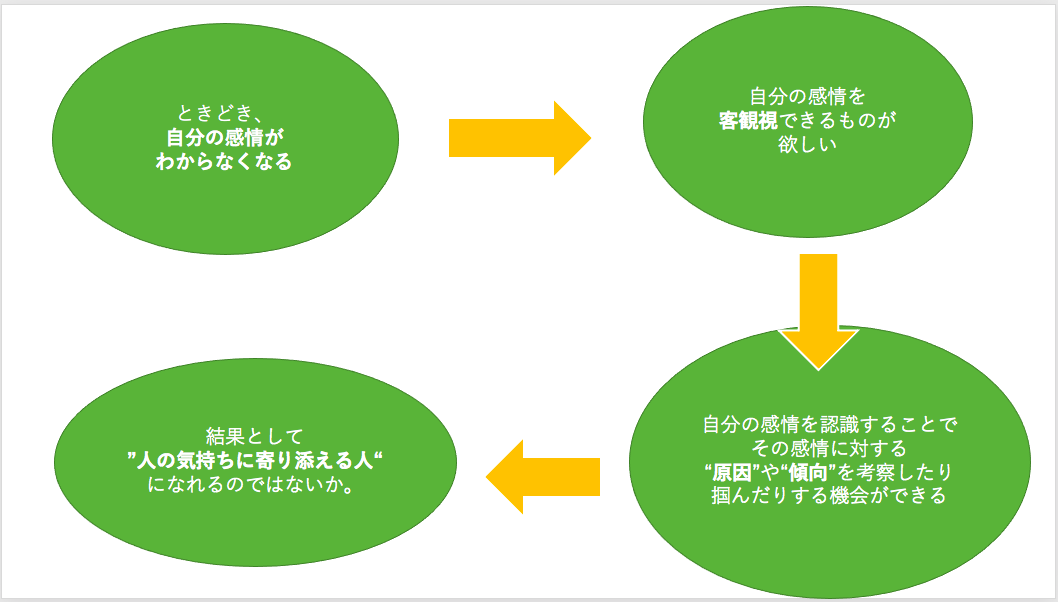 ときどき、
自分の感情が
わからなくなる
自分の感情を
客観視できるものが
欲しい
自分の感情を認識することで
その感情に対する
“原因”や“傾向”を考察したり
掴んだりする機会ができる
結果として
”人の気持ちに寄り添える人“
になれるのではないか。